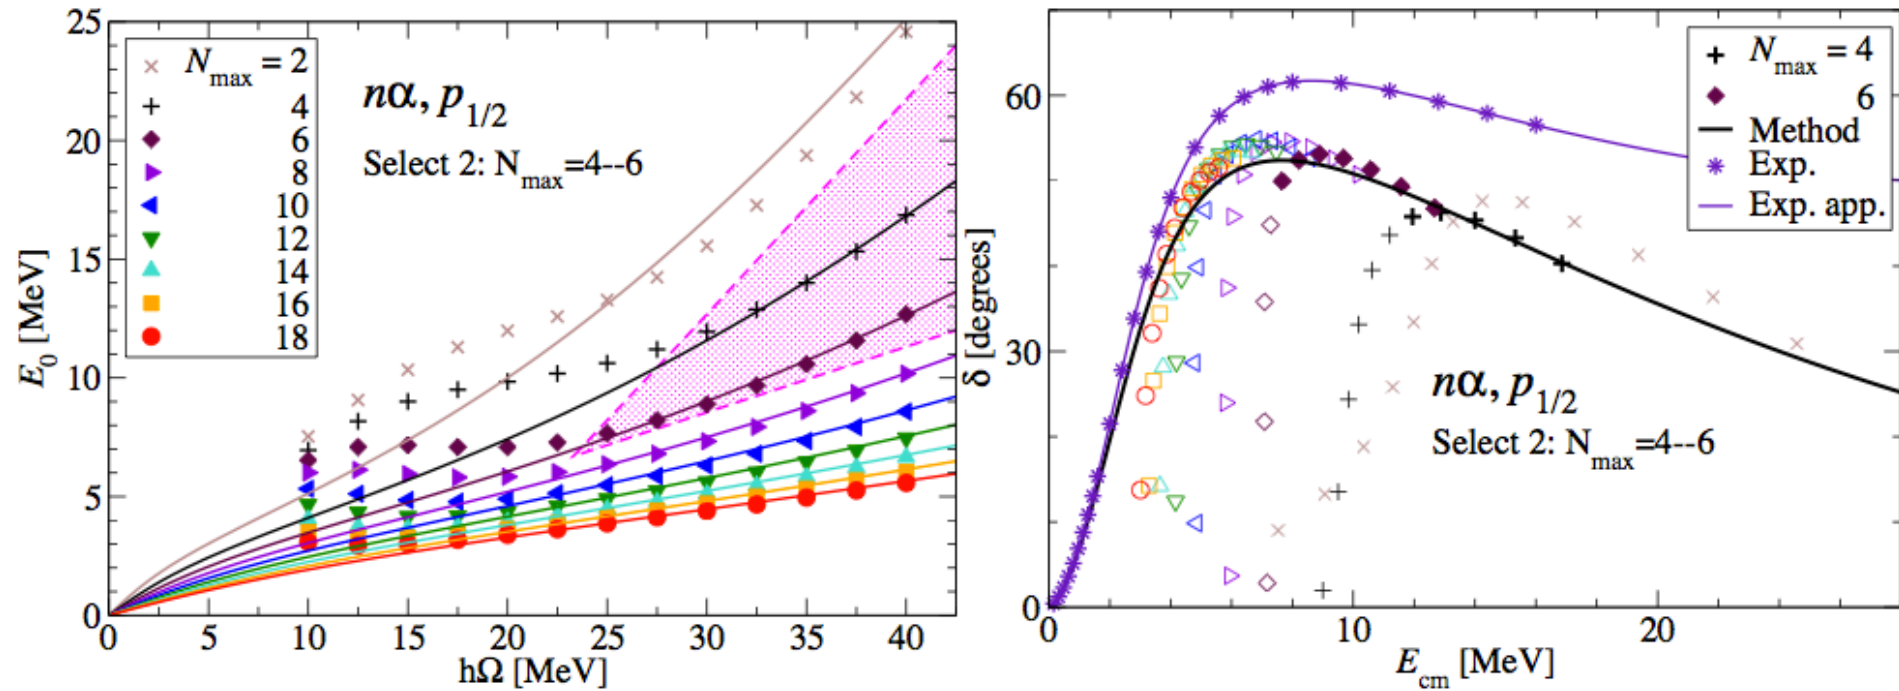 25
20
15
10
5
0
E₀ [MeV]
N_max = 2
4
6
8
10
12
14
16
18
nα, p_1/2
Select 2: N_max=4--6
0
5
10
15
20
25
30
35
40
hΩ [MeV]
60
30
0
δ [degrees]
N_max = 4
6
Method
Exp.
Exp. app.
nα, p_1/2
Select 2: N_max=4--6
0
10
20
E_cm [MeV]